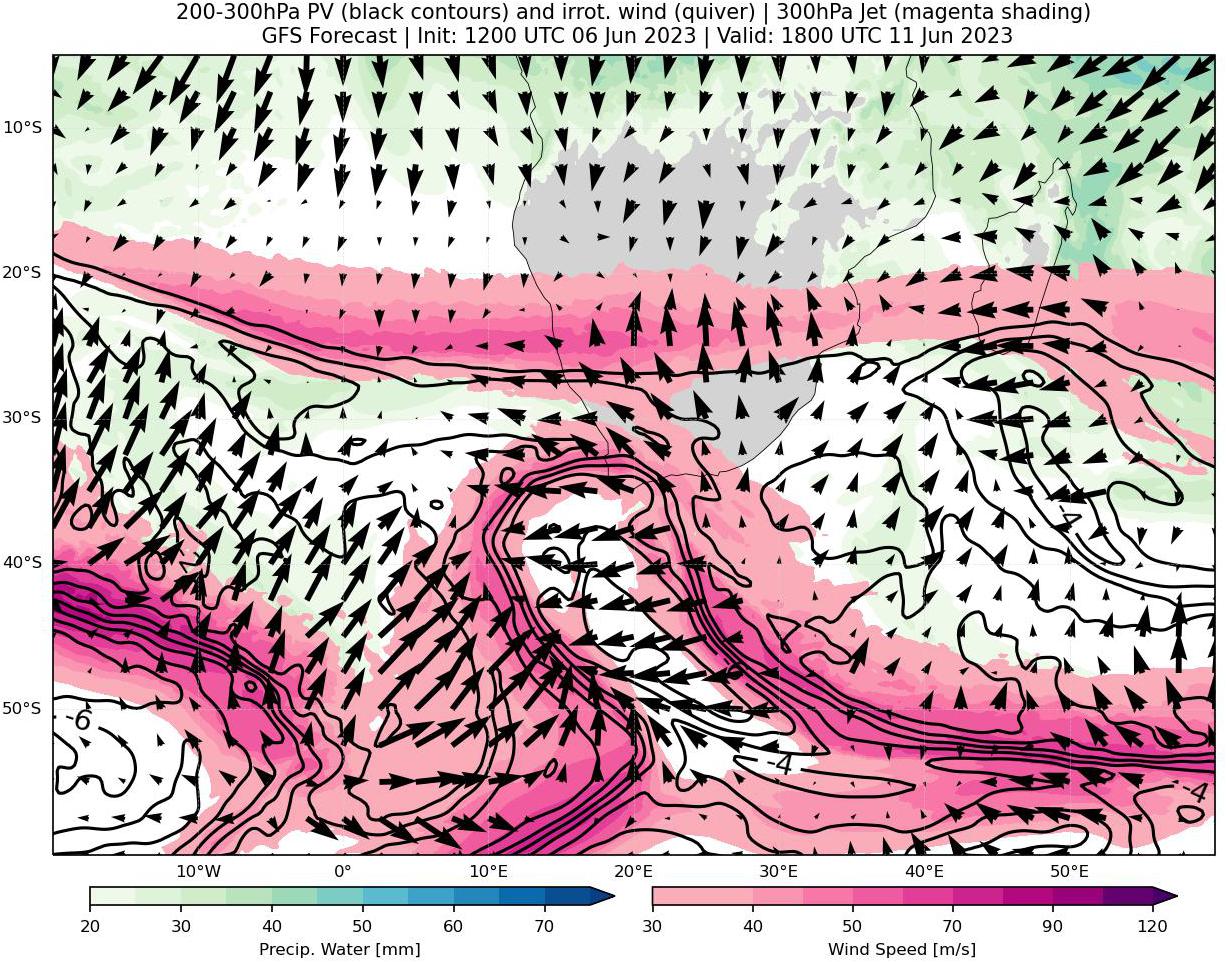 200-300hPa PV (black contours) and irrot. wind (quiver) | 300hPa Jet (magenta shading)
GFS Forecast | Init: 1200 UTC 06 Jun 2023 | Valid: 1800 UTC 11 Jun 2023
10°S
20°S
30°S
-4
40°S
50°S
-6
-4
-4
10°W 0° 10°E 20°E 30°E 40°E 50°E
20 30 40 50 60 70
Precip. Water [mm]
30 40 50 70 90 120
Wind Speed [m/s]